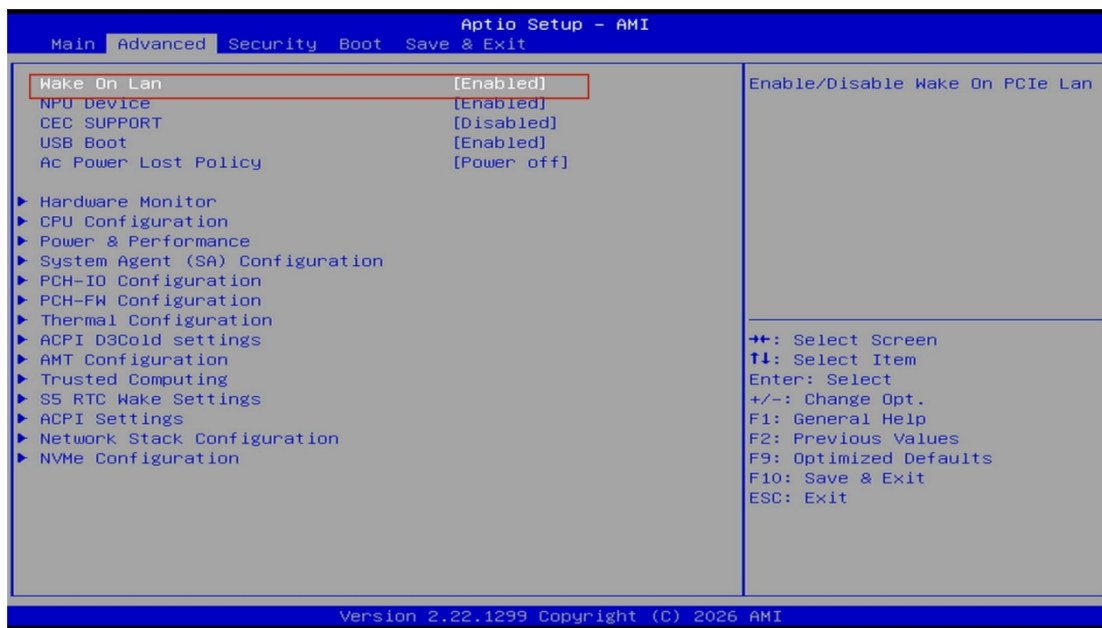 Aptio Setup – AMI
Main Advanced Security Boot Save & Exit
Wake On Lan [Enabled]
NPU Device [Enabled]
CEC SUPPORT [Disabled]
USB Boot [Enabled]
Ac Power Lost Policy [Power off]
Hardware Monitor
CPU Configuration
Power & Performance
System Agent (SA) Configuration
PCH-IO Configuration
PCH-FW Configuration
Thermal Configuration
ACPI D3Cold settings
AMT Configuration
Trusted Computing
S5 RTC Wake Settings
ACPI Settings
Network Stack Configuration
NVMe Configuration
Enable/Disable Wake On PCIe Lan
→←: Select Screen
↑↓: Select Item
Enter: Select
+/-: Change Opt.
F1: General Help
F2: Previous Values
F9: Optimized Defaults
F10: Save & Exit
ESC: Exit
Version 2.22.1299 Copyright (C) 2026 AMI